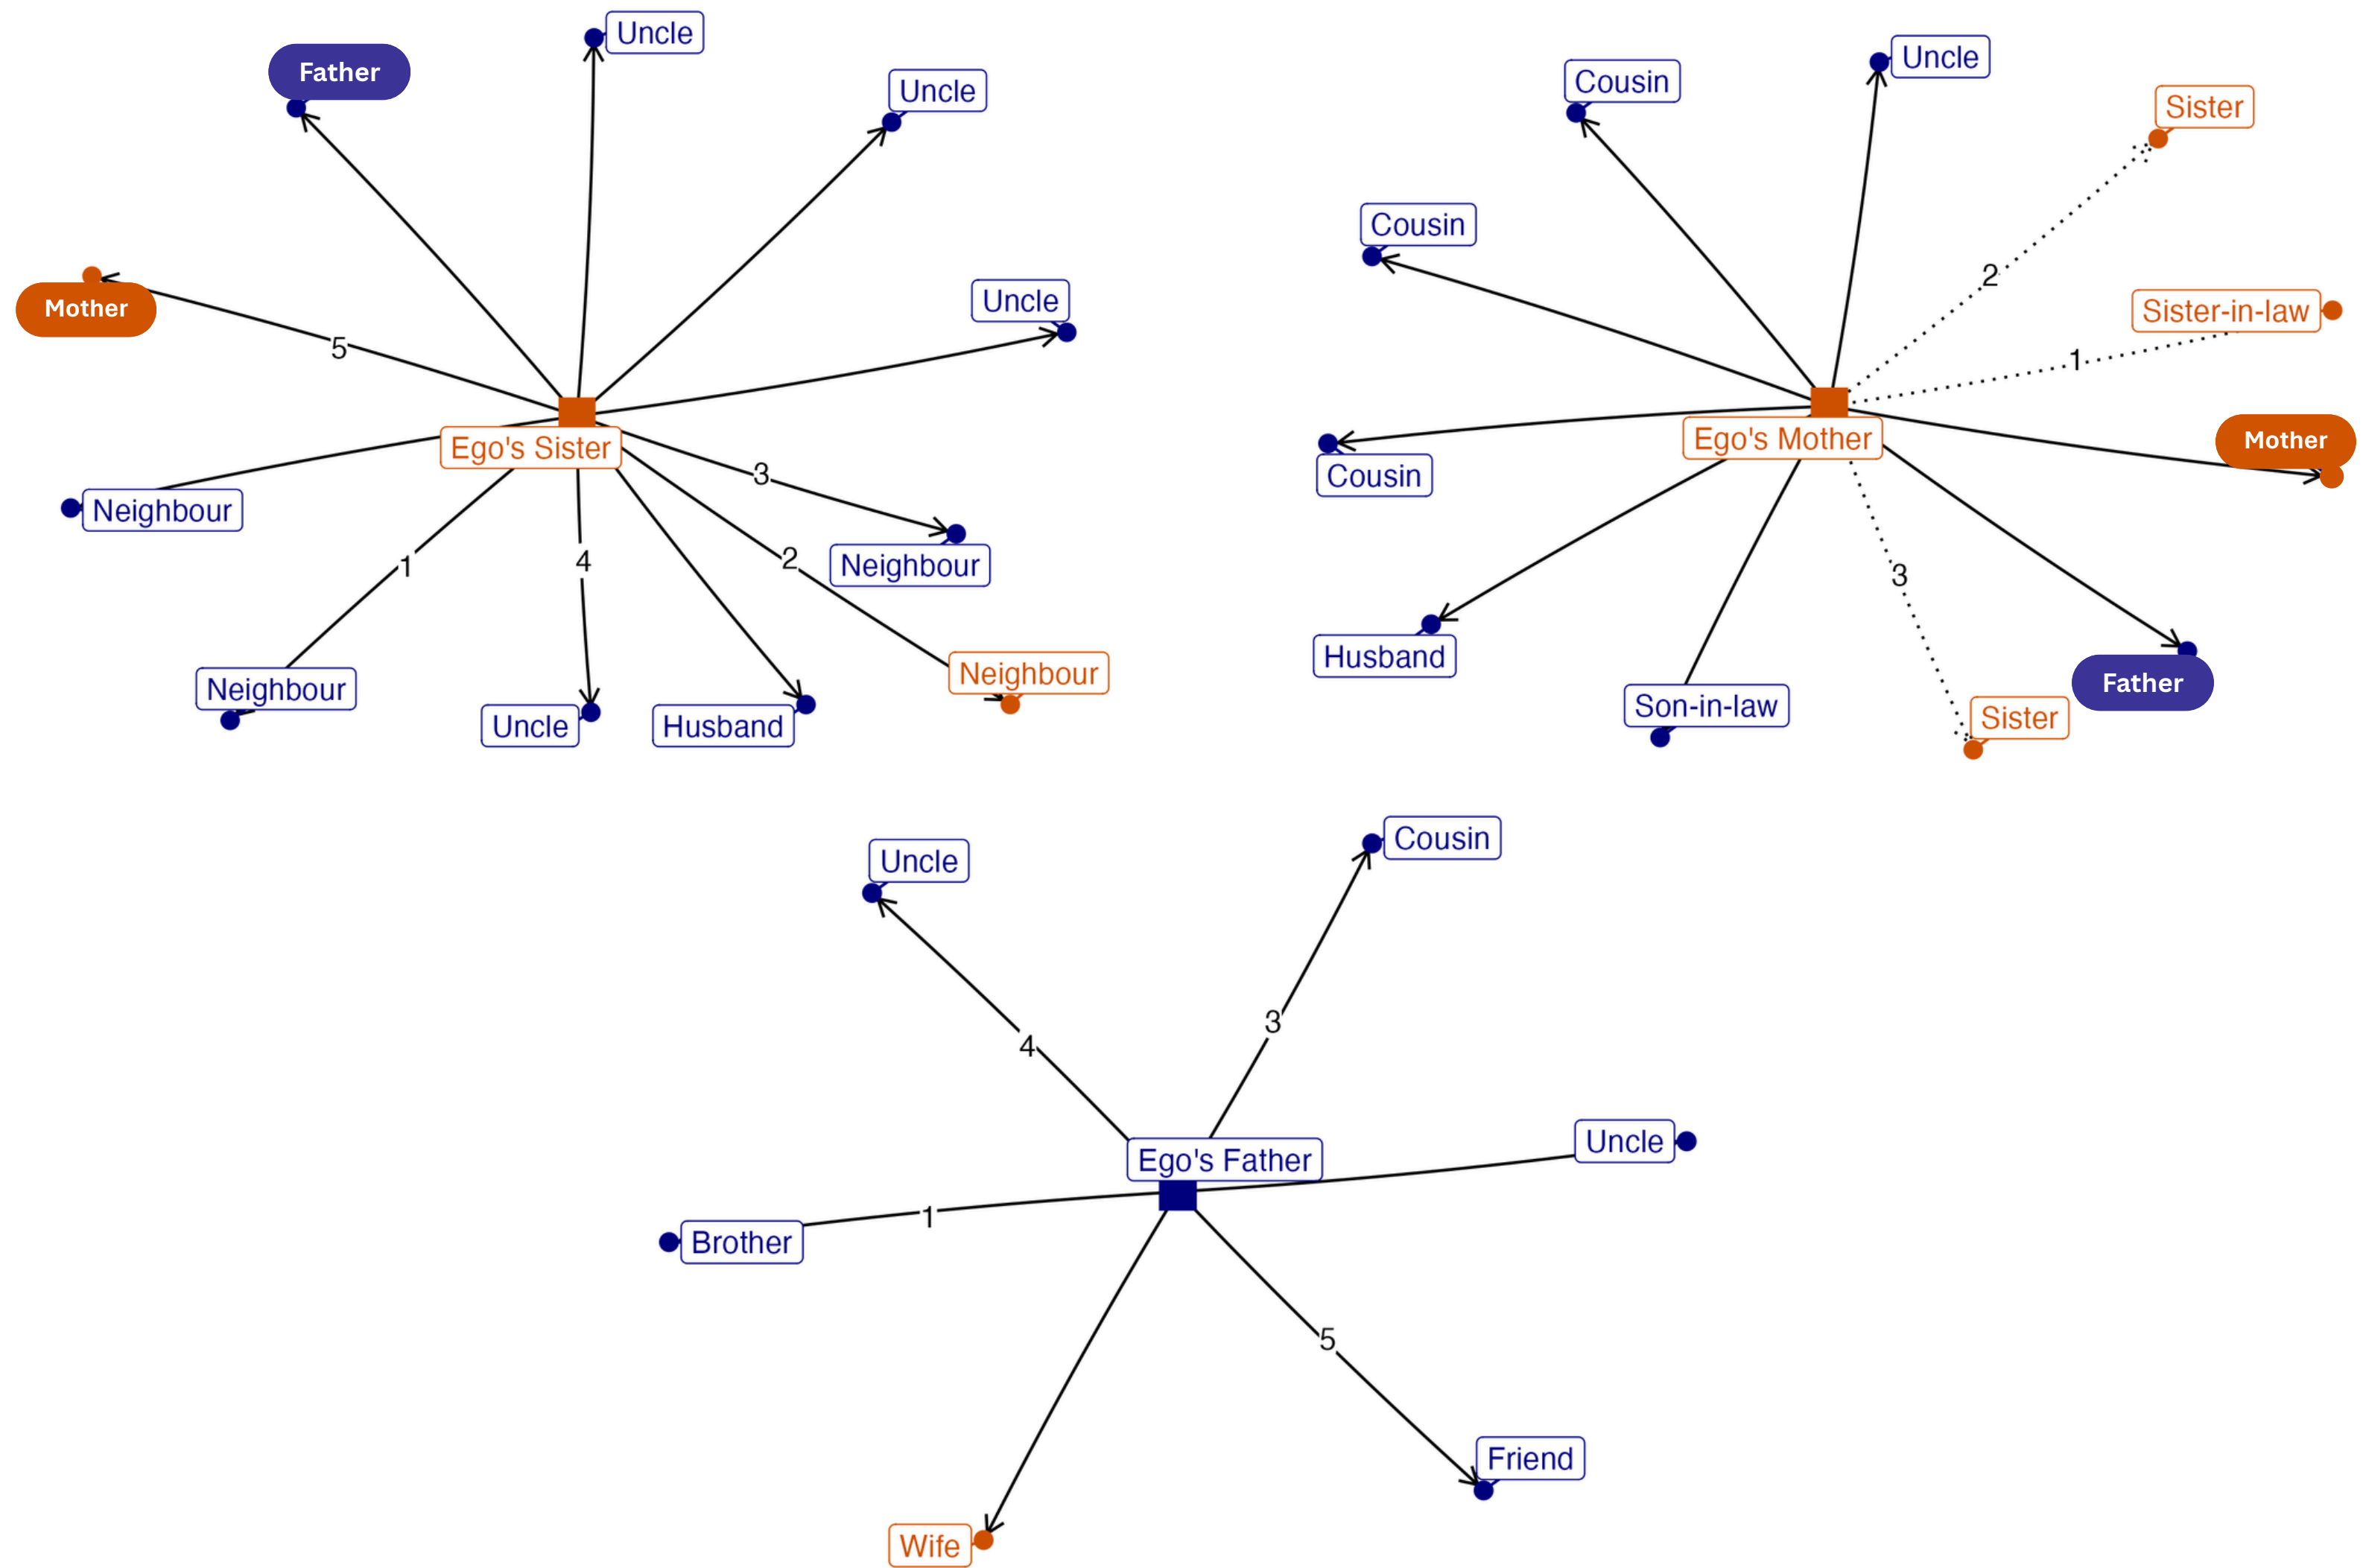 Uncle
Father
Uncle
Uncle
Mother
5
Ego's Sister
3
Neighbour
1
4
2
Neighbour
Neighbour
Uncle
Husband
Neighbour
Uncle
Cousin
Sister
Cousin
2
Sister-in-law
1
Ego's Mother
Mother
Cousin
3
Husband
Father
Son-in-law
Sister
Cousin
Uncle
3
4
Uncle
Ego's Father
1
Brother
5
Friend
Wife